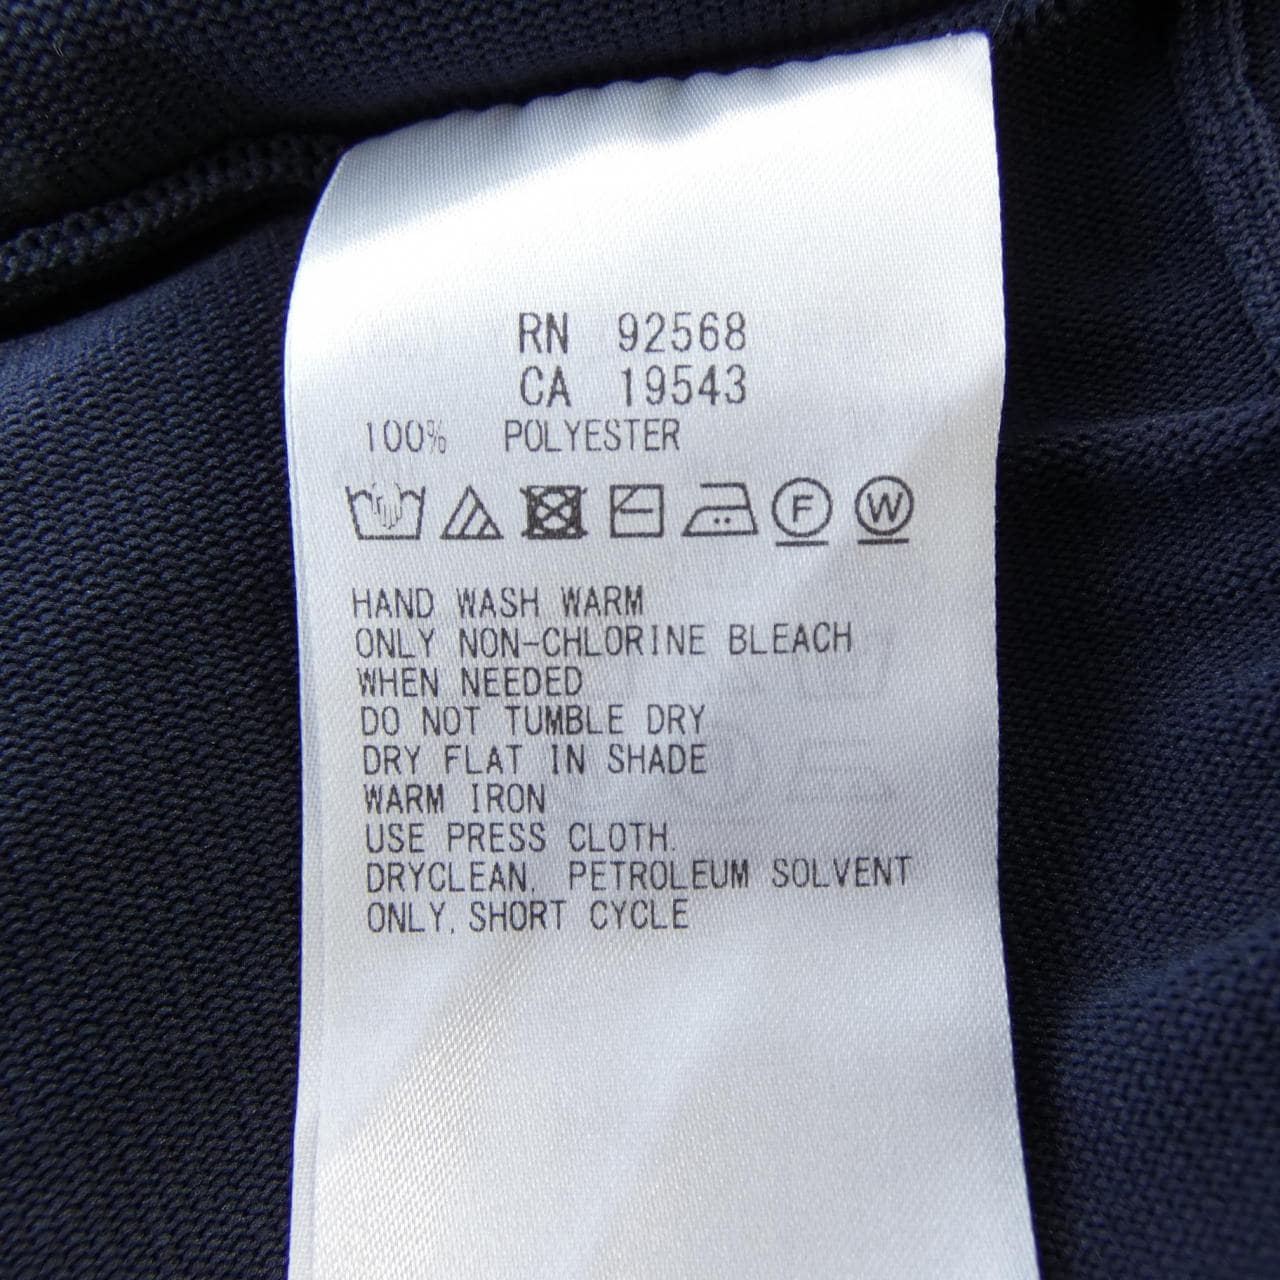 RN 92568
CA 19543
100% POLYESTER
F W
HAND WASH WARM
ONLY NON-CHLORINE BLEACH
WHEN NEEDED
DO NOT TUMBLE DRY
DRY FLAT IN SHADE
WARM IRON
USE PRESS CLOTH.
DRYCLEAN, PETROLEUM SOLVENT
ONLY, SHORT CYCLE